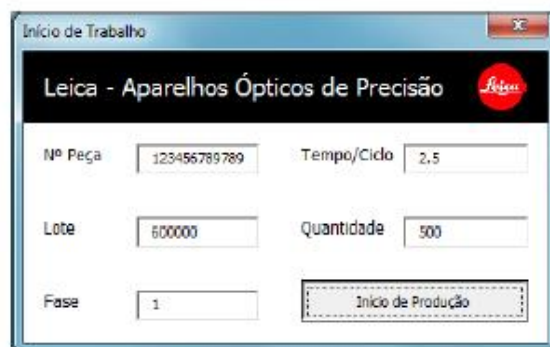 Início de Trabalho
Leica - Aparelhos Ópticos de Precisão Leica
Nº Peça 123456789789 Tempo/Ciclo 2.5
Lote 600000 Quantidade 500
Fase 1 Início de Produção